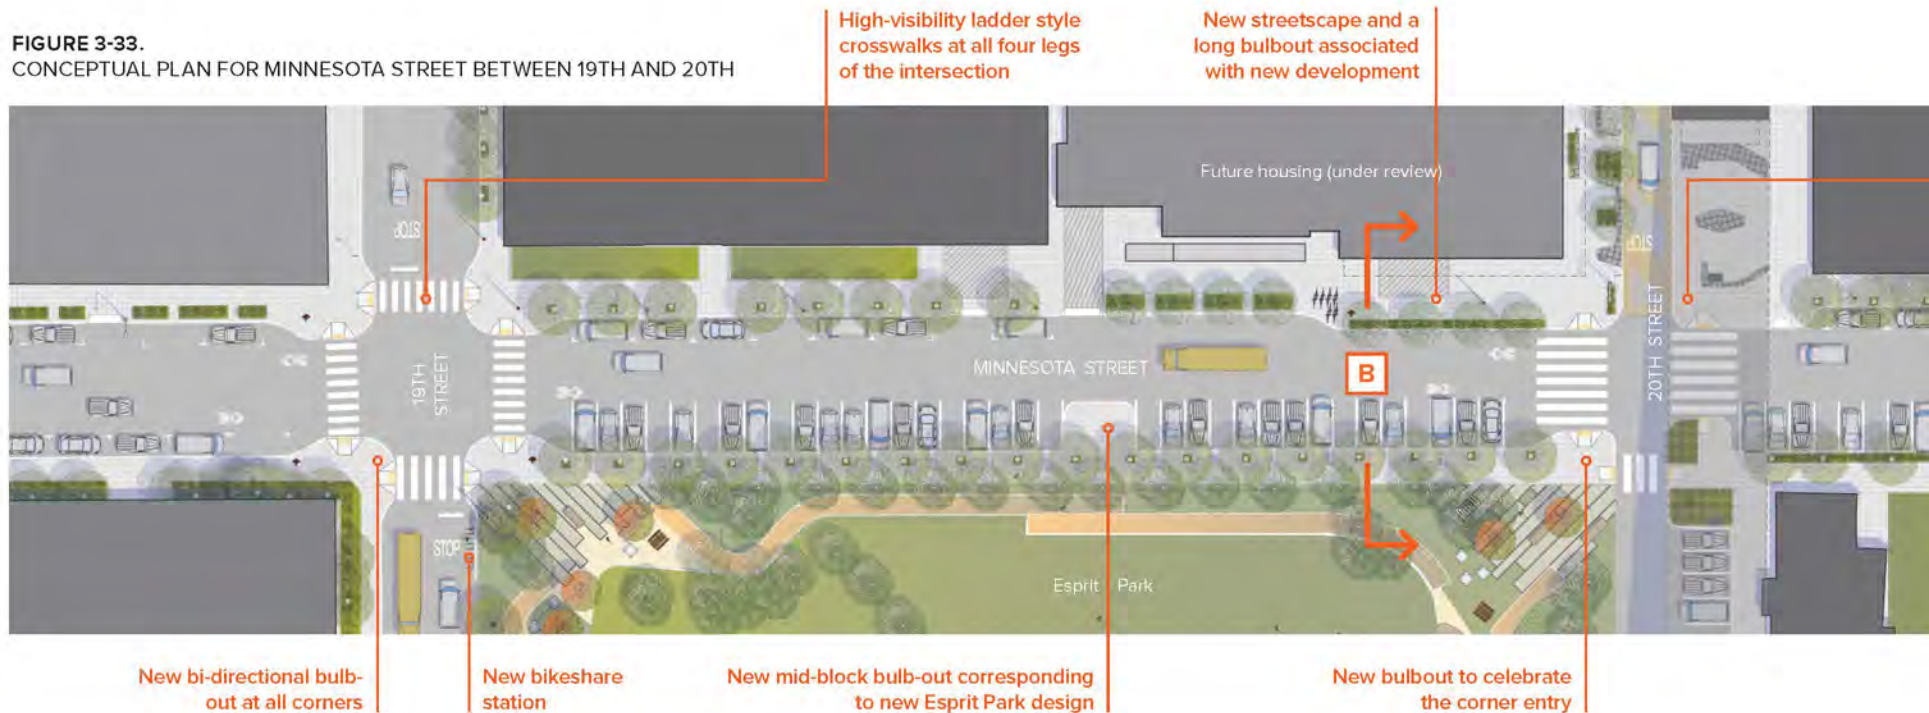 FIGURE 3-33.
CONCEPTUAL PLAN FOR MINNESOTA STREET BETWEEN 19TH AND 20TH
High-visibility ladder style
crosswalks at all four legs
of the intersection
New streetscape and a
long bulbout associated
with new development
Future housing (under review)
STOP
STOP
19TH
STREET
MINNESOTA STREET
B
20TH STREET
STOP
Esprit Park
New bi-directional bulb-
out at all corners
New bikeshare
station
New mid-block bulb-out corresponding
to new Esprit Park design
New bulbout to celebrate
the corner entry